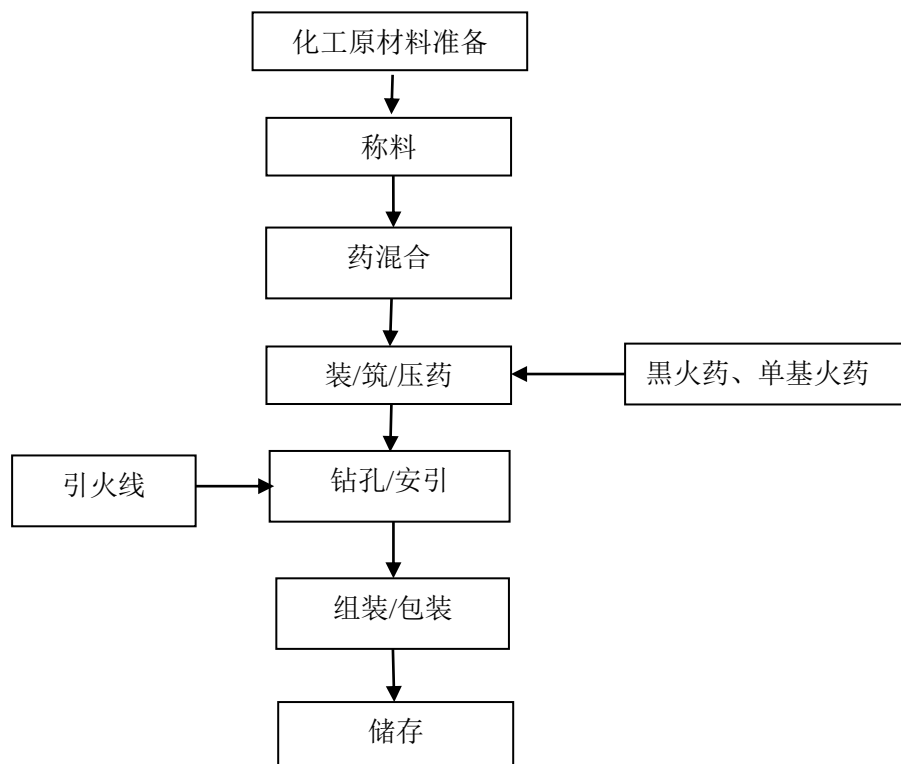 化工原材料准备
称料
药混合
装/筑/压药
黑火药、单基火药
引火线
钻孔/安引
组装/包装
储存